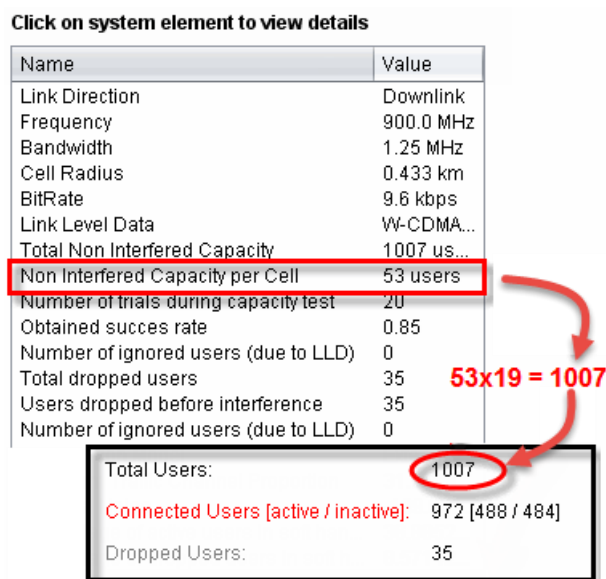 Click on system element to view details
Name Value
Link Direction Downlink
Frequency 900.0 MHz
Bandwidth 1.25 MHz
Cell Radius 0.433 km
BitRate 9.6 kbps
Link Level Data W-CDMA...
Total Non Interfered Capacity 1007 us...
Non Interfered Capacity per Cell 53 users
Number of trials during capacity test 20
Obtained succes rate 0.85
Number of ignored users (due to LLD) 0
Total dropped users 35
53x19 = 1007
Users dropped before interference 35
Number of ignored users (due to LLD) 0
Total Users: 1007
Connected Users [active / inactive]: 972 [488 / 484]
Dropped Users: 35